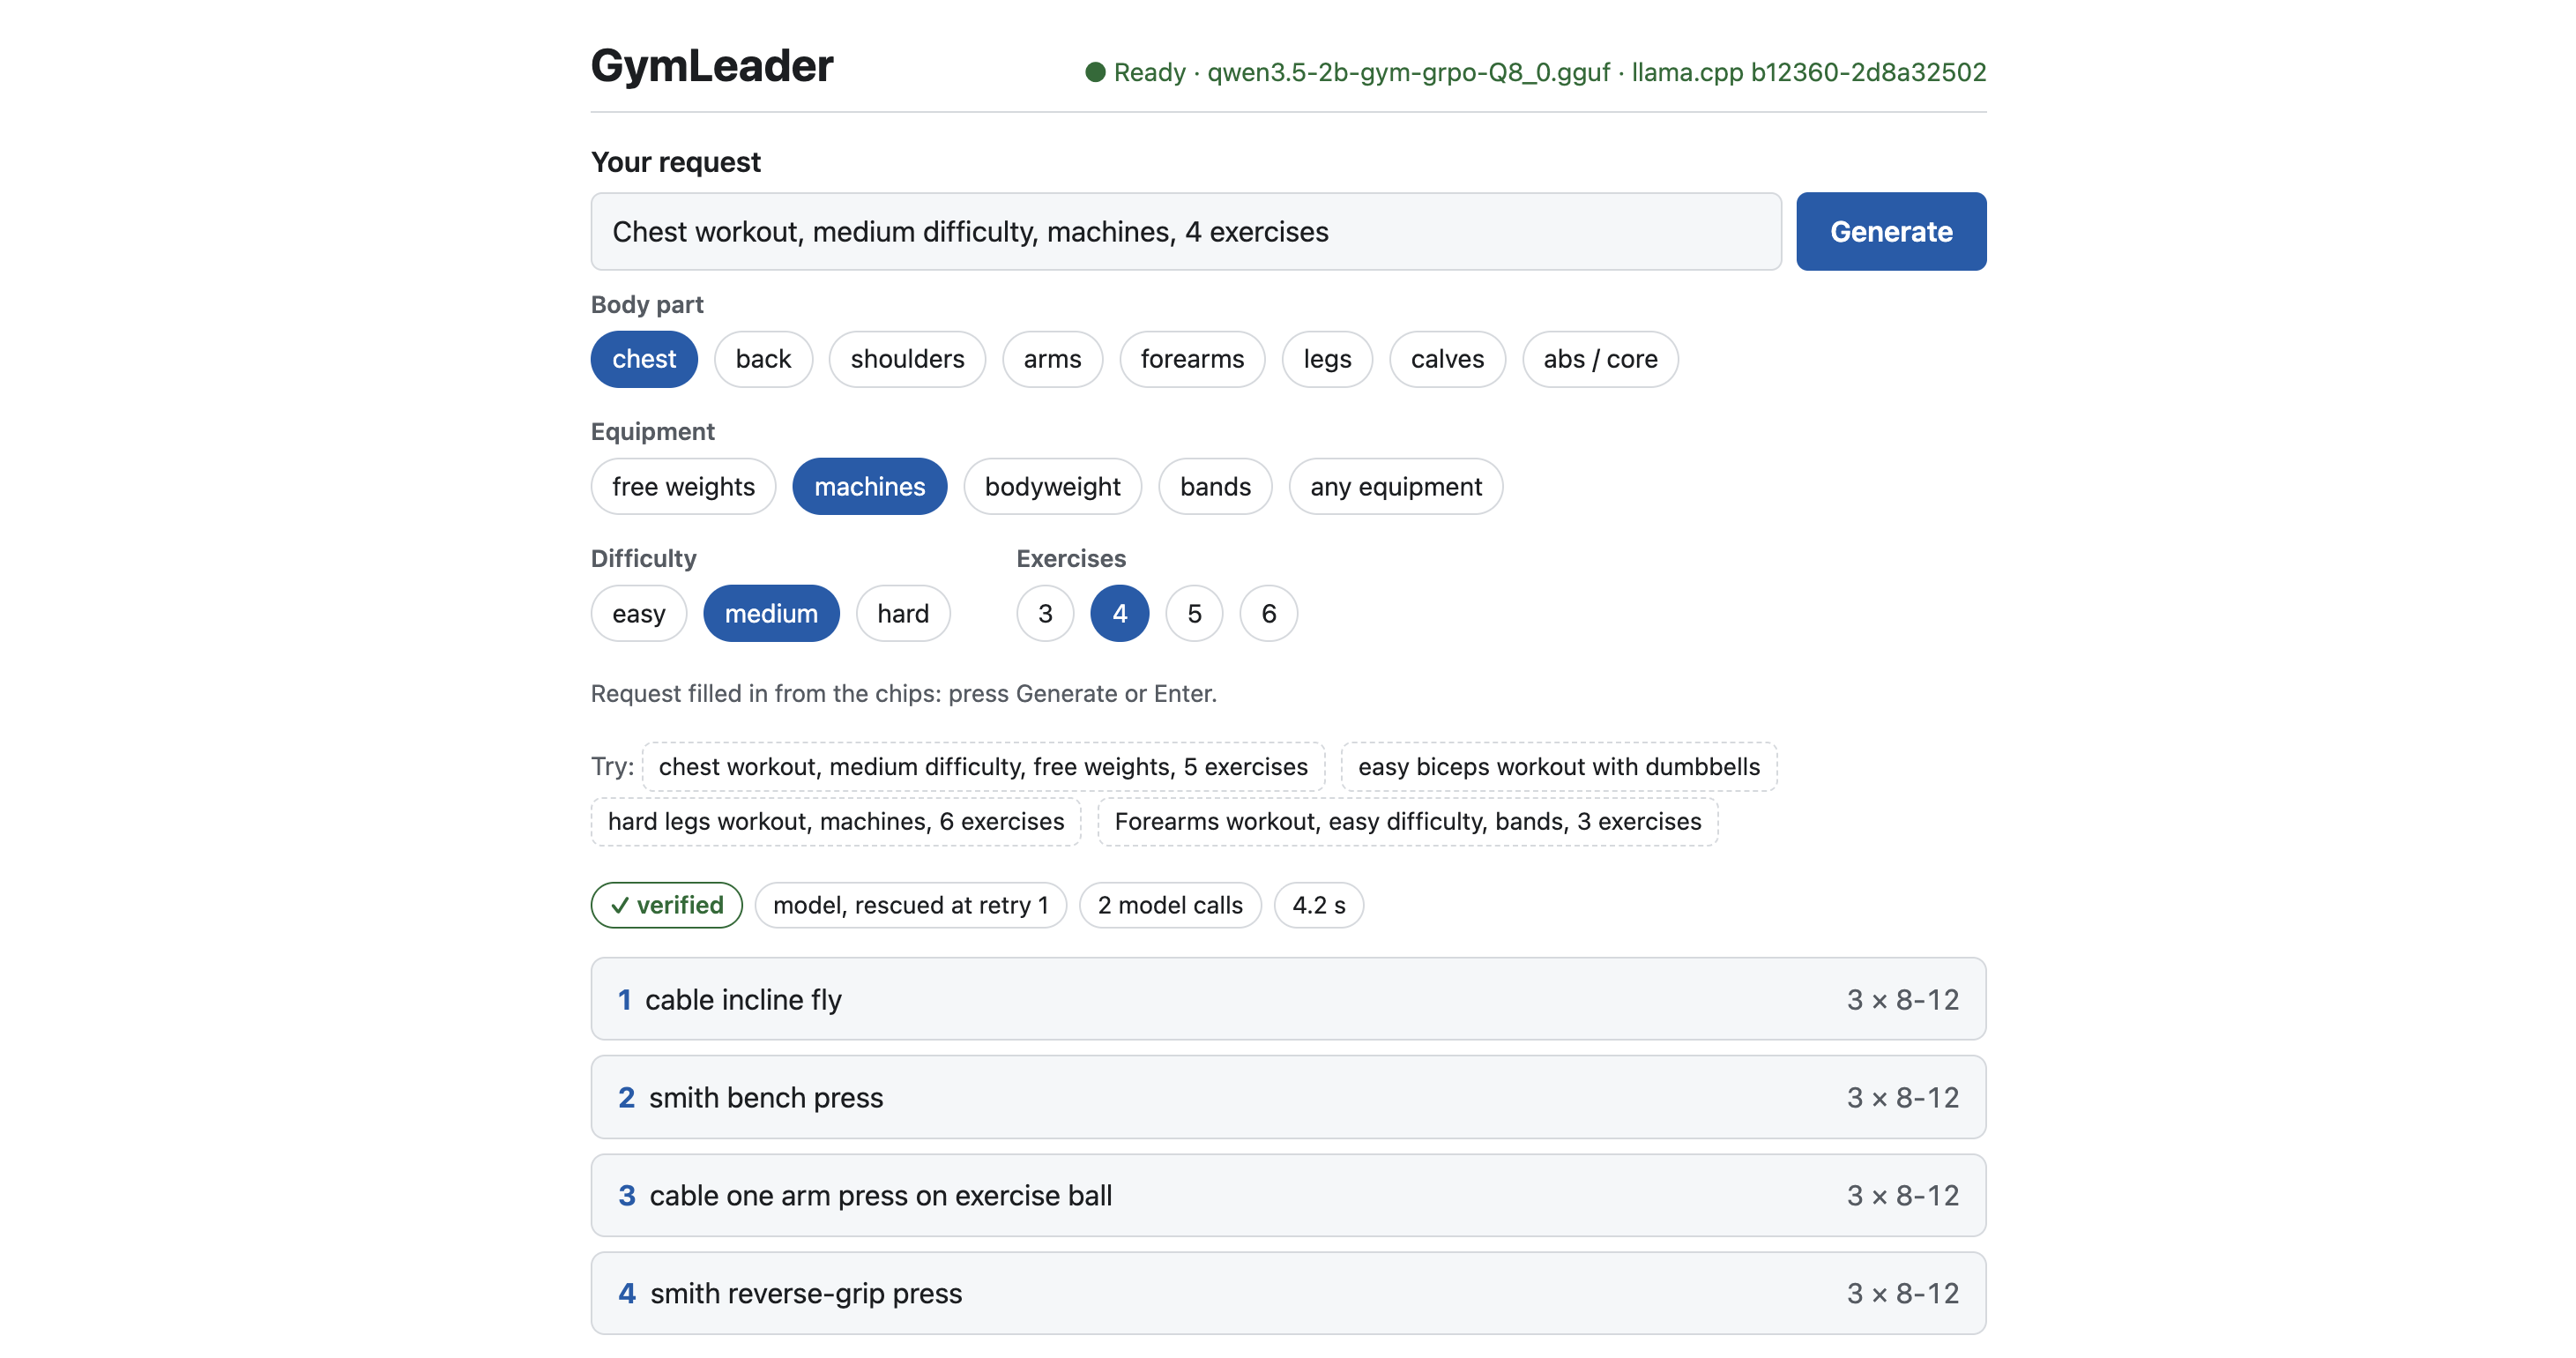 GymLeader
Ready · qwen3.5-2b-gym-grpo-Q8_0.gguf · llama.cpp b12360-2d8a32502
Your request
Chest workout, medium difficulty, machines, 4 exercises
Generate
Body part
chest back shoulders arms forearms legs calves abs / core
Equipment
free weights machines bodyweight bands any equipment
Difficulty Exercises
easy medium hard 3 4 5 6
Request filled in from the chips: press Generate or Enter.
Try: chest workout, medium difficulty, free weights, 5 exercises easy biceps workout with dumbbells
hard legs workout, machines, 6 exercises Forearms workout, easy difficulty, bands, 3 exercises
✓ verified model, rescued at retry 1 2 model calls 4.2 s
1 cable incline fly 3 × 8-12
2 smith bench press 3 × 8-12
3 cable one arm press on exercise ball 3 × 8-12
4 smith reverse-grip press 3 × 8-12